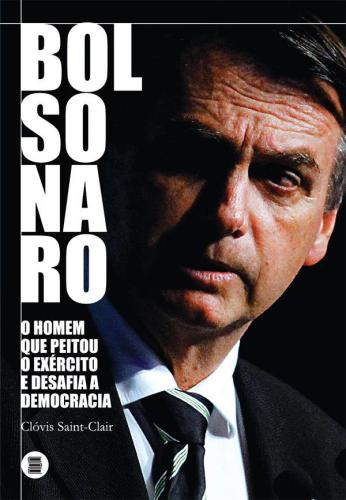 BOL
SO
NA
RO
O HOMEM
QUE PEITOU
O EXÉRCITO
E DESAFIA A
DEMOCRACIA
Clóvis Saint-Clair